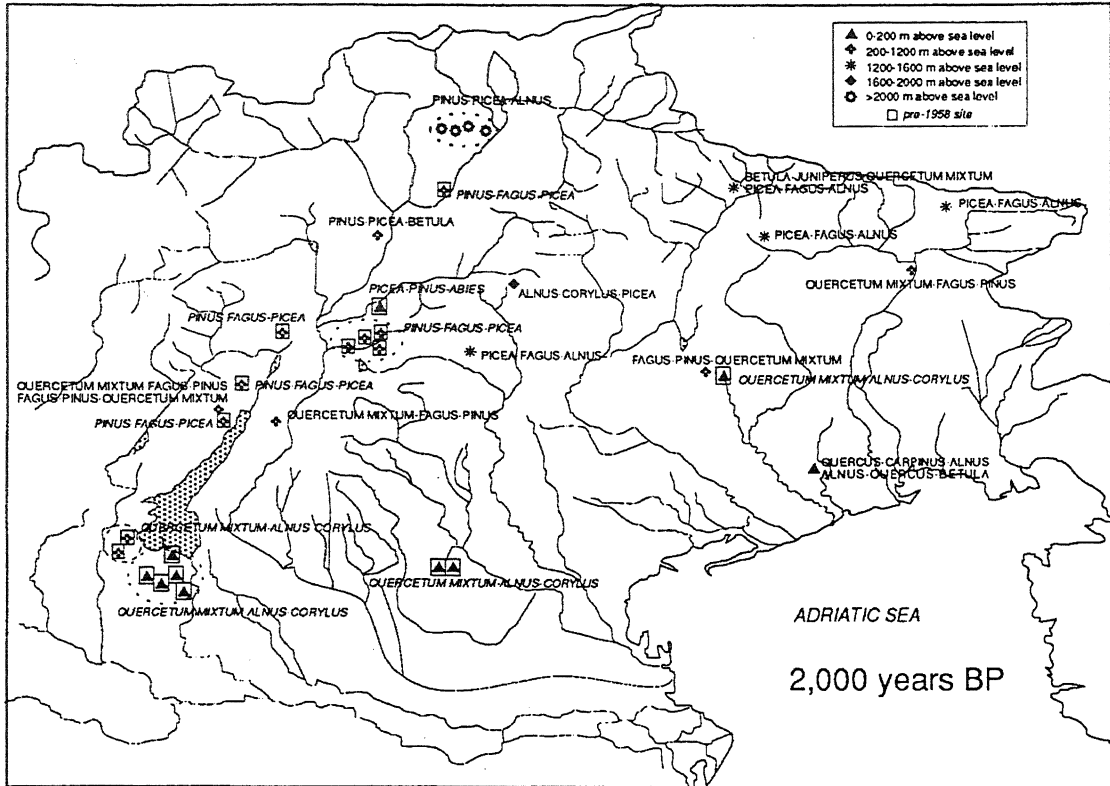 0-200 m above sea level
200-1200 m above sea level
1200-1600 m above sea level
1600-2000 m above sea level
>2000 m above sea level
pre-1958 site
PINUS·PICEA·ALNUS
PINUS·FAGUS·PICEA
BETULA·JUNIPERUS·QUERCETUM MIXTUM
PICEA·FAGUS·ALNUS
PICEA·FAGUS·ALNUS
PINUS·PICEA·BETULA
PICEA·FAGUS·ALNUS
QUERCETUM MIXTUM·FAGUS·PINUS
PICEA·PINUS·ABIES
ALNUS·CORYLUS·PICEA
PINUS FAGUS·PICEA
PINUS·FAGUS·PICEA
PICEA·FAGUS·ALNUS
FAGUS·PINUS·QUERCETUM MIXTUM
QUERCETUM MIXTUM·ALNUS·CORYLUS
QUERCETUM MIXTUM FAGUS·PINUS
FAGUS·PINUS·QUERCETUM MIXTUM
PINUS·FAGUS·PICEA
PINUS FAGUS·PICEA
QUERCETUM MIXTUM·FAGUS·PINUS
QUERCUS·CARPINUS·ALNUS
ALNUS·QUERCUS·BETULA
QUERCETUM MIXTUM·ALNUS CORYLUS
QUERCETUM MIXTUM·ALNUS·CORYLUS
QUERCETUM MIXTUM ALNUS·CORYLUS
ADRIATIC SEA
2,000 years BP